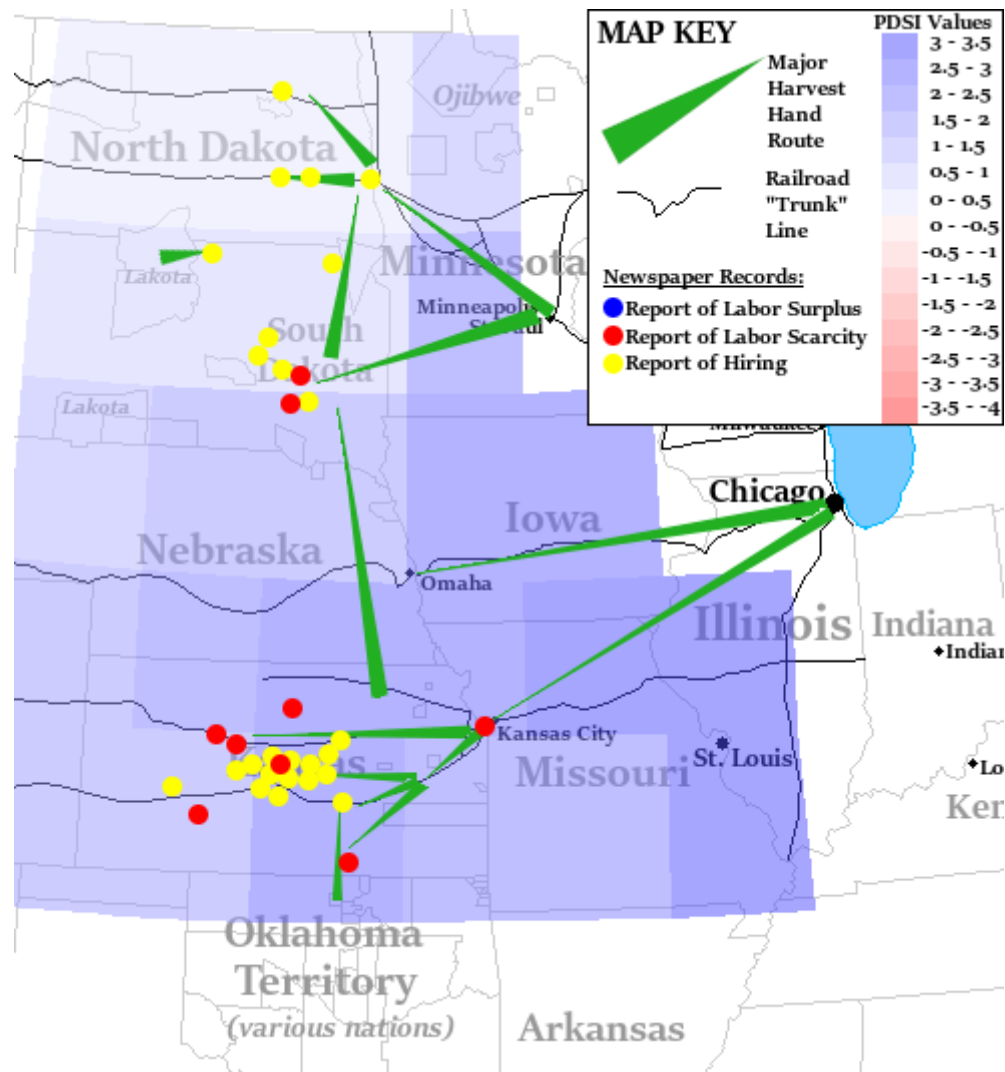 MAP KEY
Major
Harvest
Hand
Route
Railroad
"Trunk"
Line
Newspaper Records:
Report of Labor Surplus
Report of Labor Scarcity
Report of Hiring
PDSI Values
3 - 3.5
2.5 - 3
2 - 2.5
1.5 - 2
1 - 1.5
0.5 - 1
0 - 0.5
0 - -0.5
-0.5 - -1
-1 - -1.5
-1.5 - -2
-2 - -2.5
-2.5 - -3
-3 - -3.5
-3.5 - -4
Ojibwe
North Dakota
Minnesota
Lakota
Minneapolis
South
Dakota
Lakota
Chicago
Iowa
Nebraska
Omaha
Illinois
Indiana
Indian
Kansas City
Kansas
Missouri
St. Louis
Lo
Ken
Oklahoma
Territory
(various nations)
Arkansas